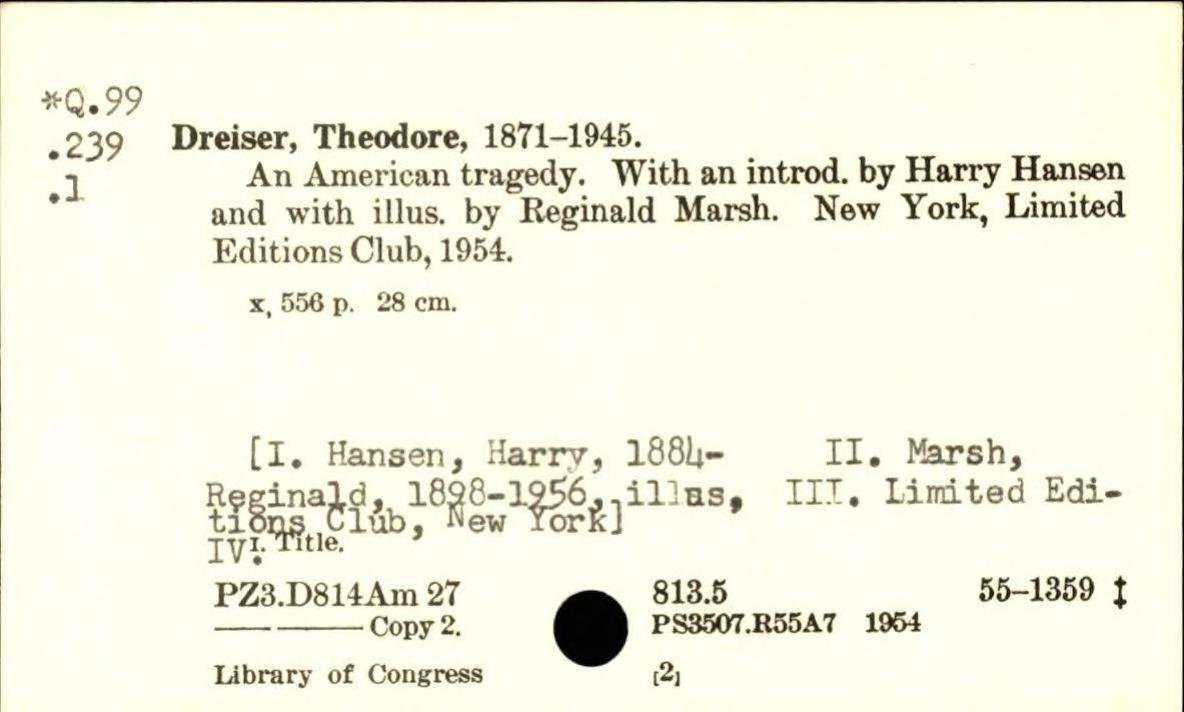 *Q.99
.239
.1
Dreiser, Theodore, 1871–1945.
An American tragedy. With an introd. by Harry Hansen
and with illus. by Reginald Marsh. New York, Limited
Editions Club, 1954.
x, 556 p. 28 cm.
[I. Hansen, Harry, 1884- II. Marsh,
Reginald, 1898-1956, illus, III. Limited Edi-
tions Club, New York]
IV. I. Title.
PZ3.D814Am 27 813.5 55–1359 ‡
——— ——— Copy 2. PS3507.R55A7 1954
Library of Congress [2]